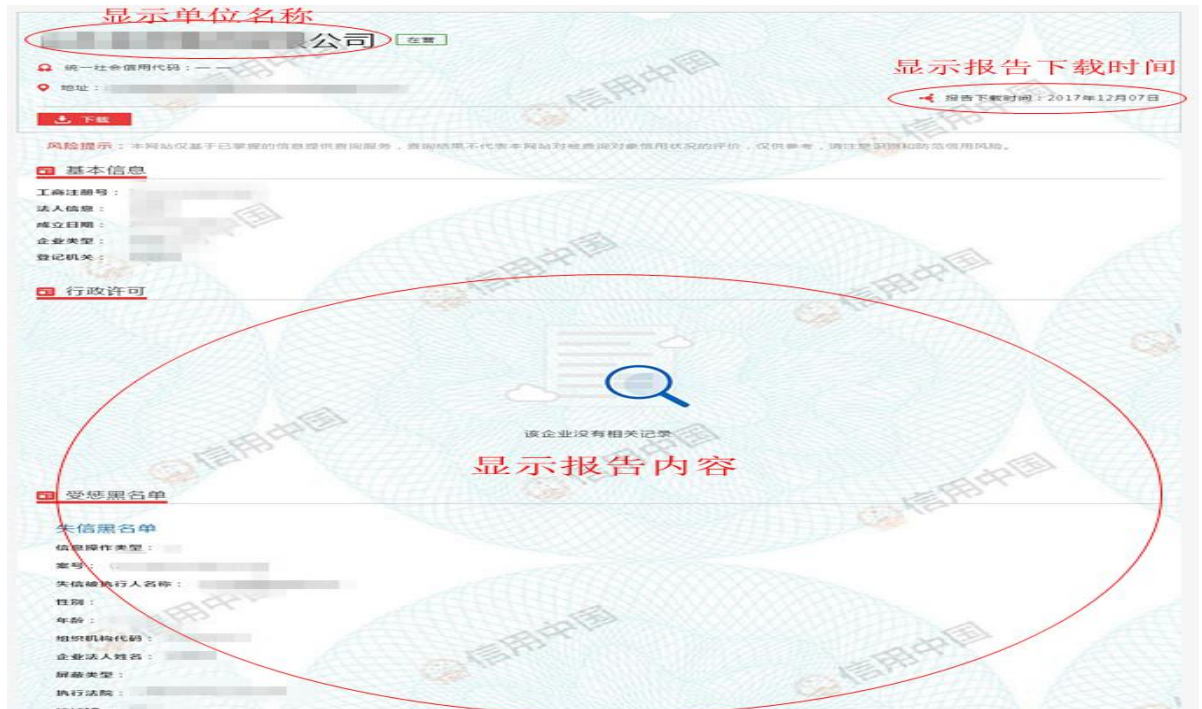 显示单位名称
公司 在营
统一社会信用代码：— —
地址：
显示报告下载时间
报告下载时间：2017年12月07日
下载
风险提示：本网站仅基于已掌握的信息提供查询服务，查询结果不代表本网站对被查询对象信用状况的评价，仅供参考，请注意识别和防范信用风险。
基本信息
工商注册号：
法人信息：
成立日期：
企业类型：
登记机关：
行政许可
该企业没有相关记录
显示报告内容
受惩黑名单
失信黑名单
信息操作类型：
案号：
失信被执行人名称：
性别：
年龄：
组织机构代码：
企业法人姓名：
屏蔽类型：
执行法院：
信用中国